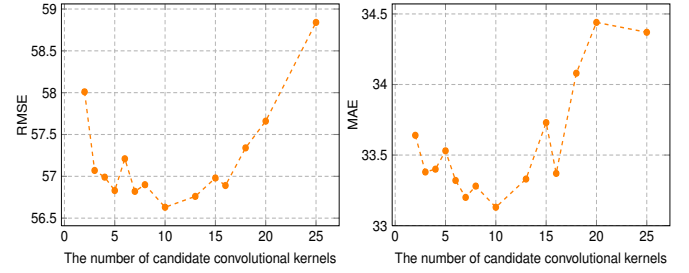 59
58.5
58
57.5
57
56.5
RMSE
0 5 10 15 20 25
The number of candidate convolutional kernels
34.5
34
33.5
33
MAE
0 5 10 15 20 25
The number of candidate convolutional kernels